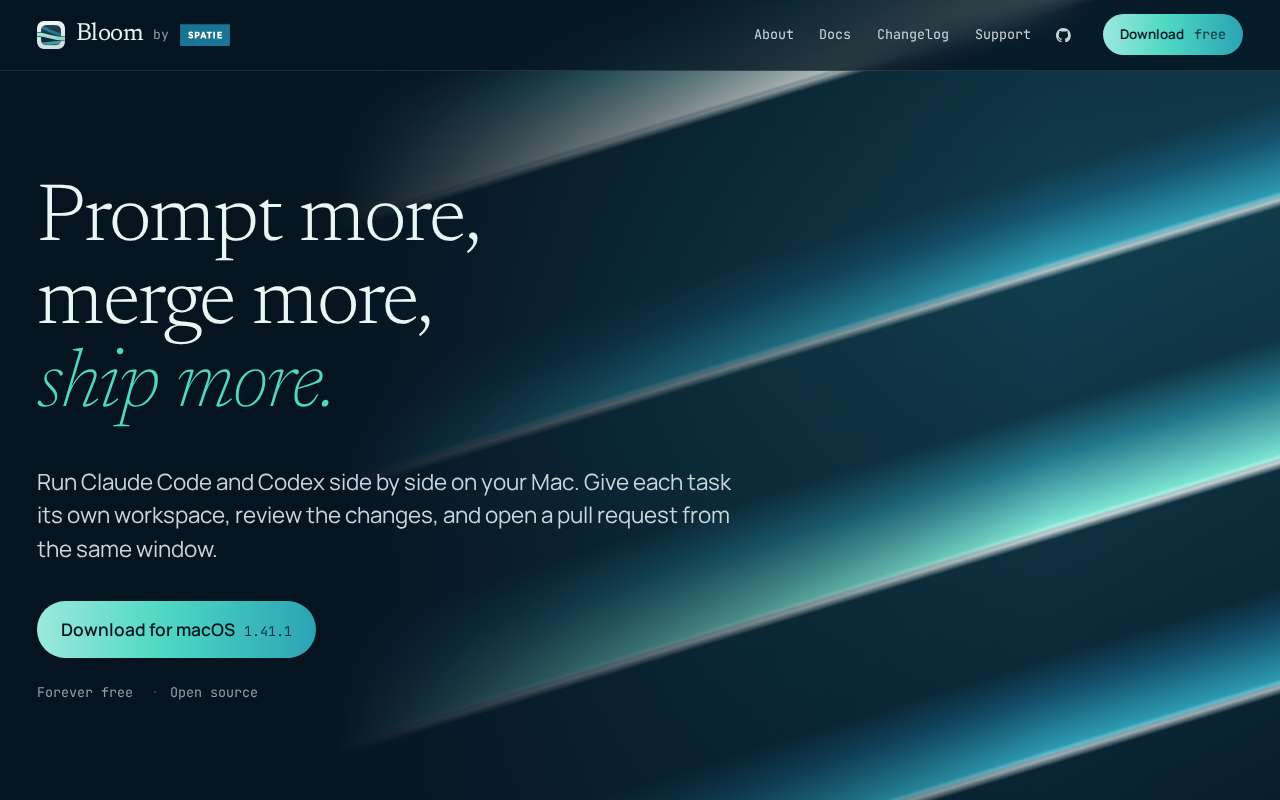 Bloom by SPATIE
About Docs Changelog Support Download free
Prompt more,
merge more,
ship more.
Run Claude Code and Codex side by side on your Mac. Give each task
its own workspace, review the changes, and open a pull request from
the same window.
Download for macOS 1.41.1
Forever free · Open source